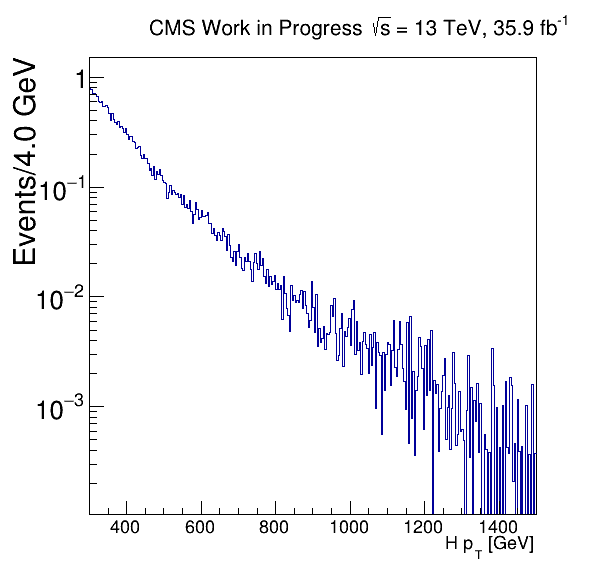 CMS Work in Progress √s = 13 TeV, 35.9 fb⁻¹
Events/4.0 GeV
1
10⁻¹
10⁻²
10⁻³
400 600 800 1000 1200 1400
H p_T [GeV]